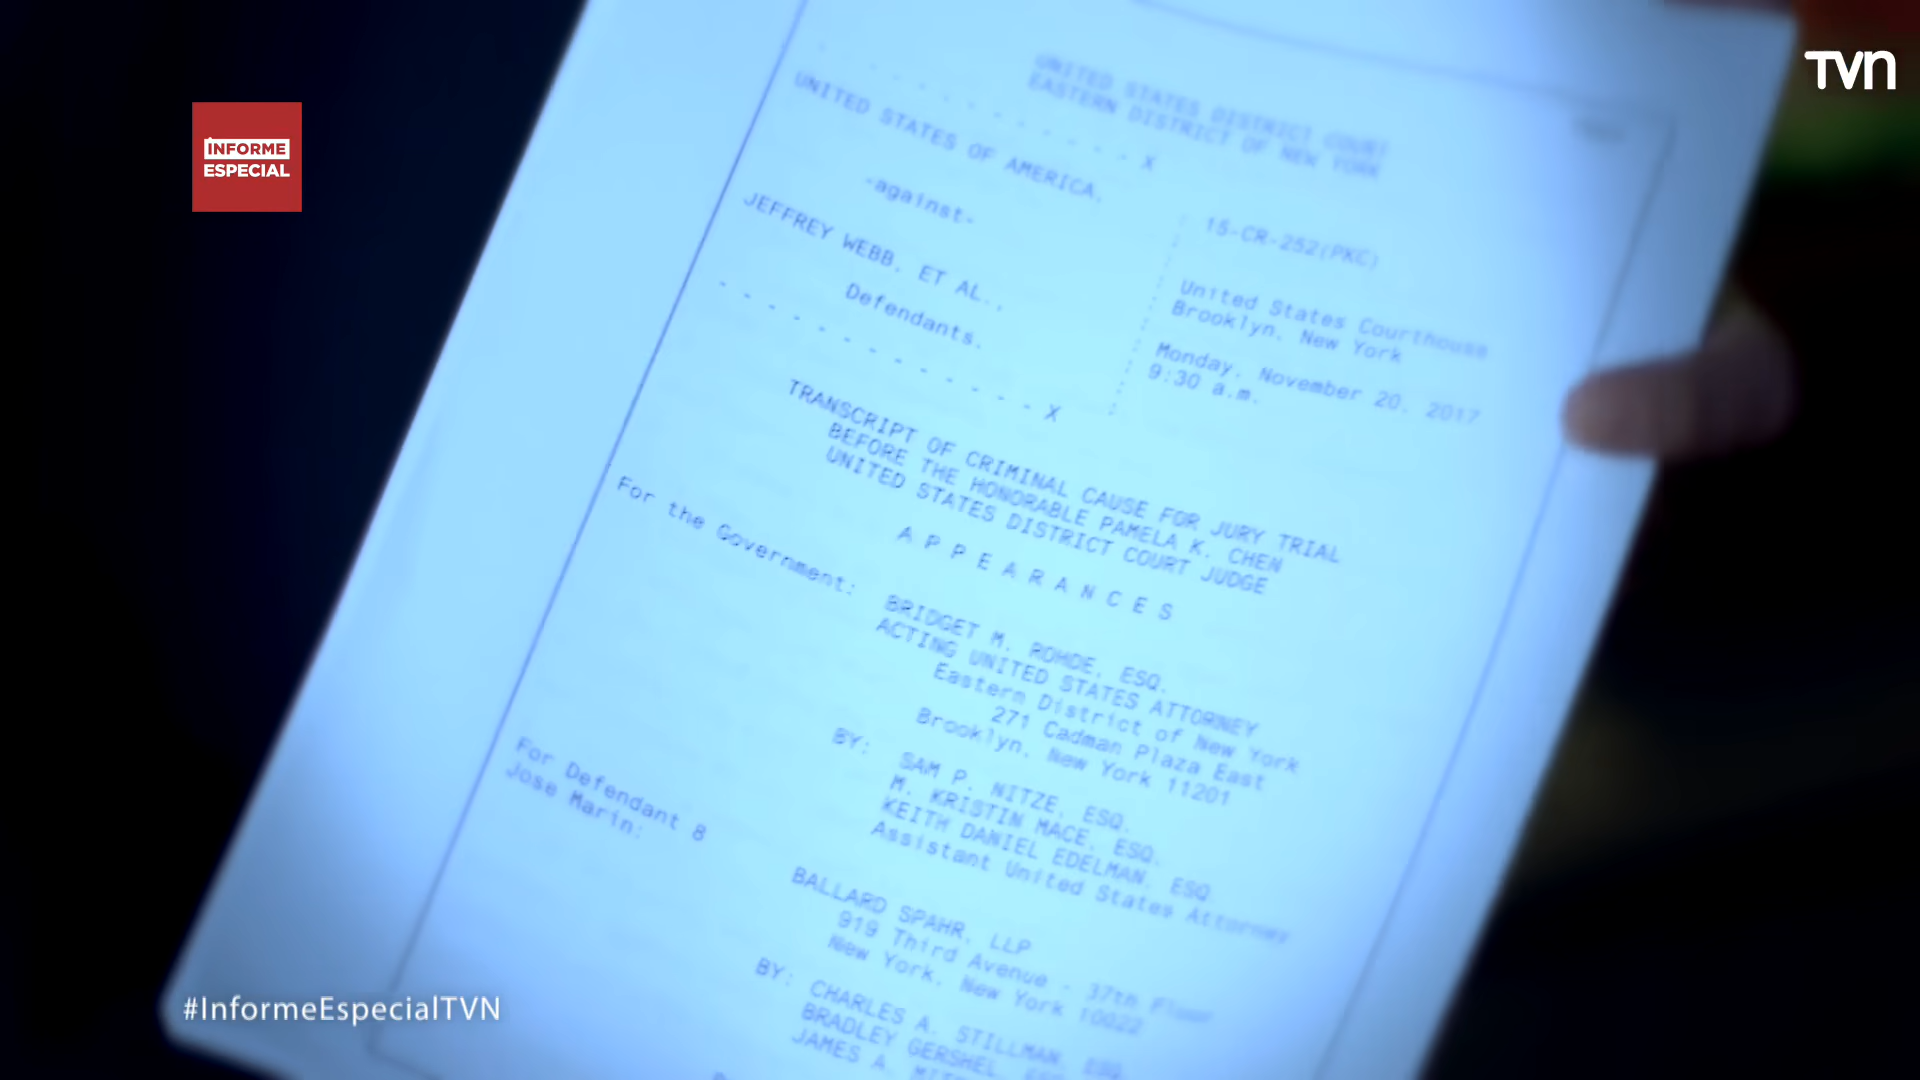 TVN
INFORME
ESPECIAL
UNITED STATES DISTRICT COURT
EASTERN DISTRICT OF NEW YORK
- - - - - - - - - - - - X
UNITED STATES OF AMERICA,
-against-
JEFFREY WEBB, ET AL.,
Defendants.
- - - - - - - - - - - - - - X
15-CR-252(PKC)
United States Courthouse
Brooklyn, New York
Monday, November 20, 2017
9:30 a.m.
TRANSCRIPT OF CRIMINAL CAUSE FOR JURY TRIAL
BEFORE THE HONORABLE PAMELA K. CHEN
UNITED STATES DISTRICT COURT JUDGE
A P P E A R A N C E S
For the Government:
BRIDGET M. ROHDE, ESQ.
ACTING UNITED STATES ATTORNEY
Eastern District of New York
271 Cadman Plaza East
Brooklyn, New York 11201
BY: SAM P. NITZE, ESQ.
M. KRISTIN MACE, ESQ.
KEITH DANIEL EDELMAN, ESQ
Assistant United States Attorney
For Defendant 8
Jose Marin:
BALLARD SPAHR, LLP
919 Third Avenue - 37th Floor
New York, New York 10022
BY: CHARLES A. STILLMAN, ESQ.
BRADLEY GERSHEL, ESQ.
JAMES A.
#InformeEspecialTVN